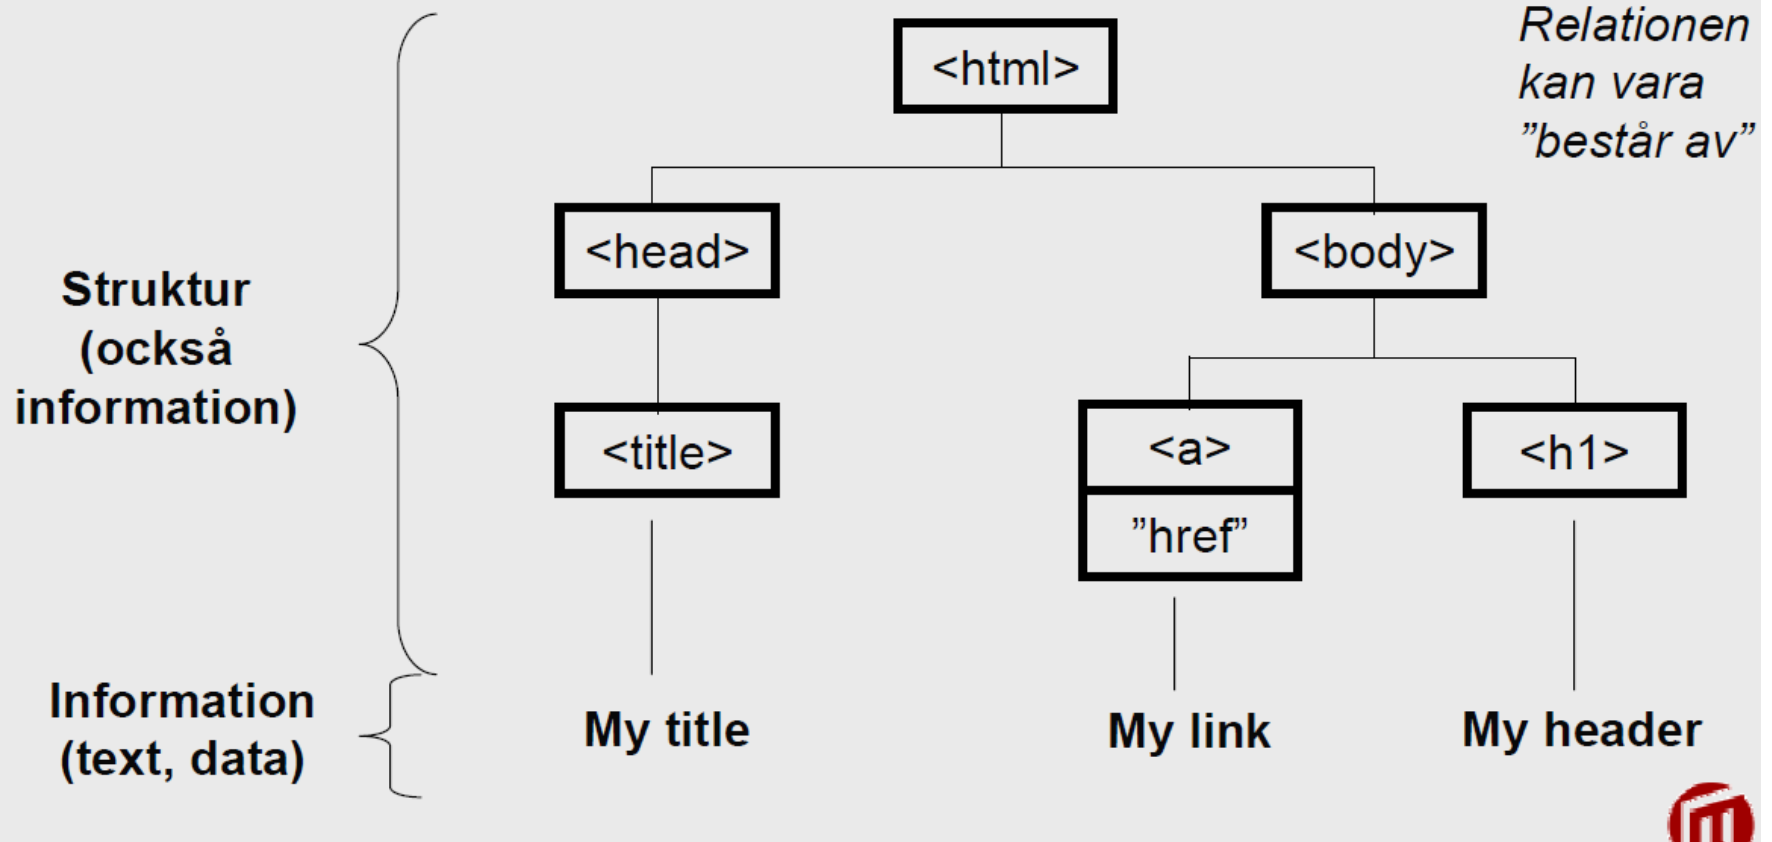 <html>
Relationen
kan vara
”består av”
<head>
<body>
Struktur
(också
information)
<title>
<a>
<h1>
”href”
Information
(text, data)
My title
My link
My header